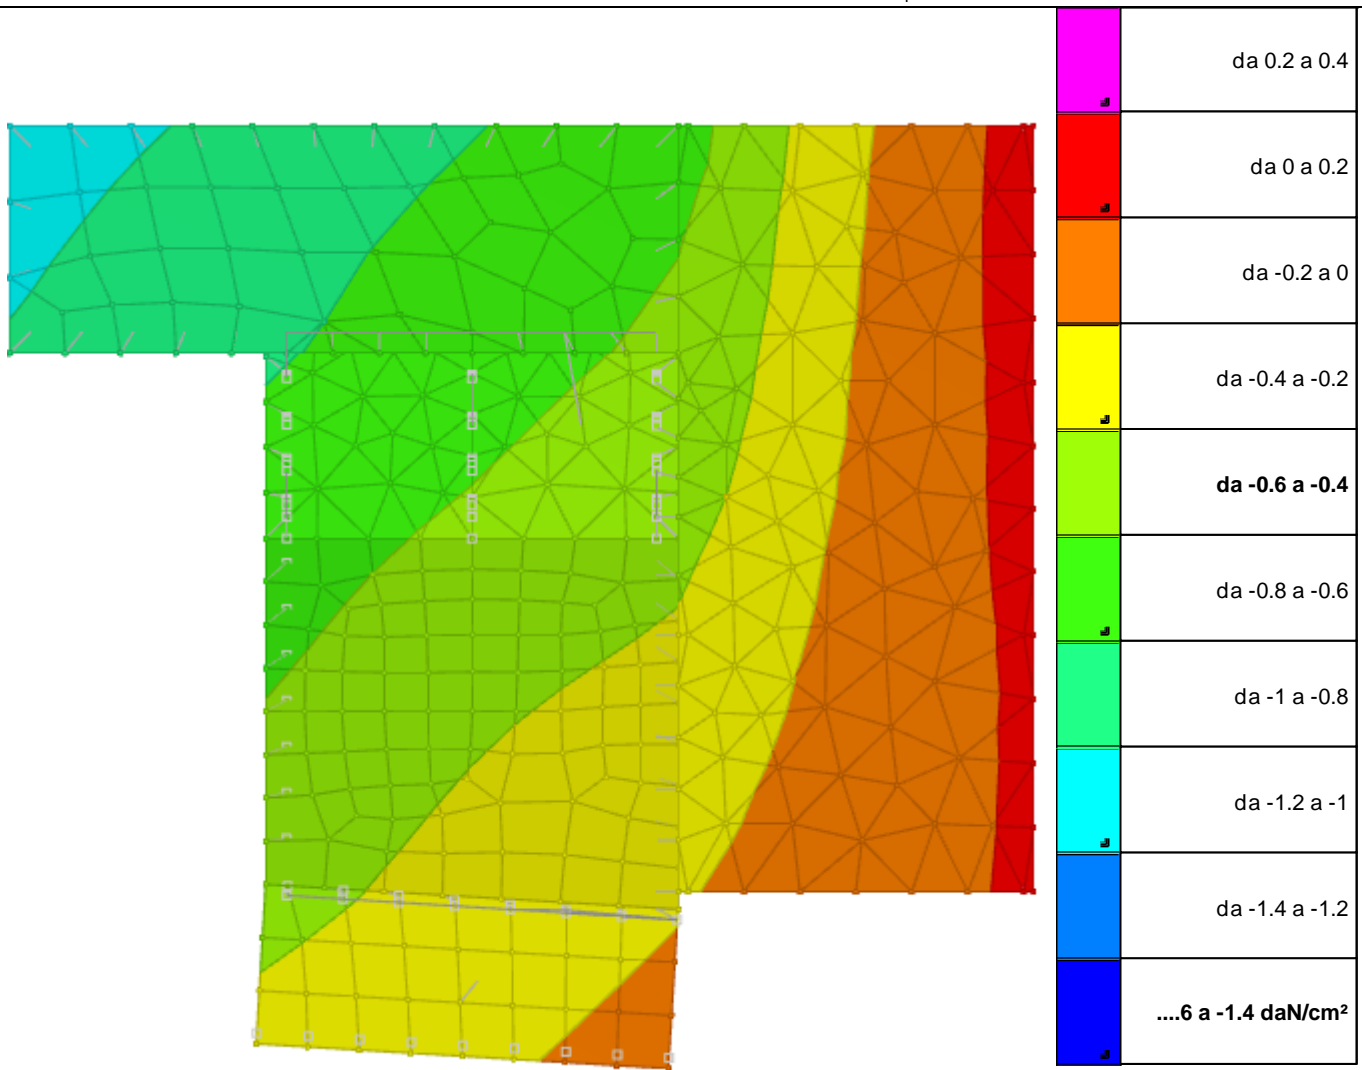 da 0.2 a 0.4
da 0 a 0.2
da -0.2 a 0
da -0.4 a -0.2
da -0.6 a -0.4
da -0.8 a -0.6
da -1 a -0.8
da -1.2 a -1
da -1.4 a -1.2
....6 a -1.4 daN/cm²